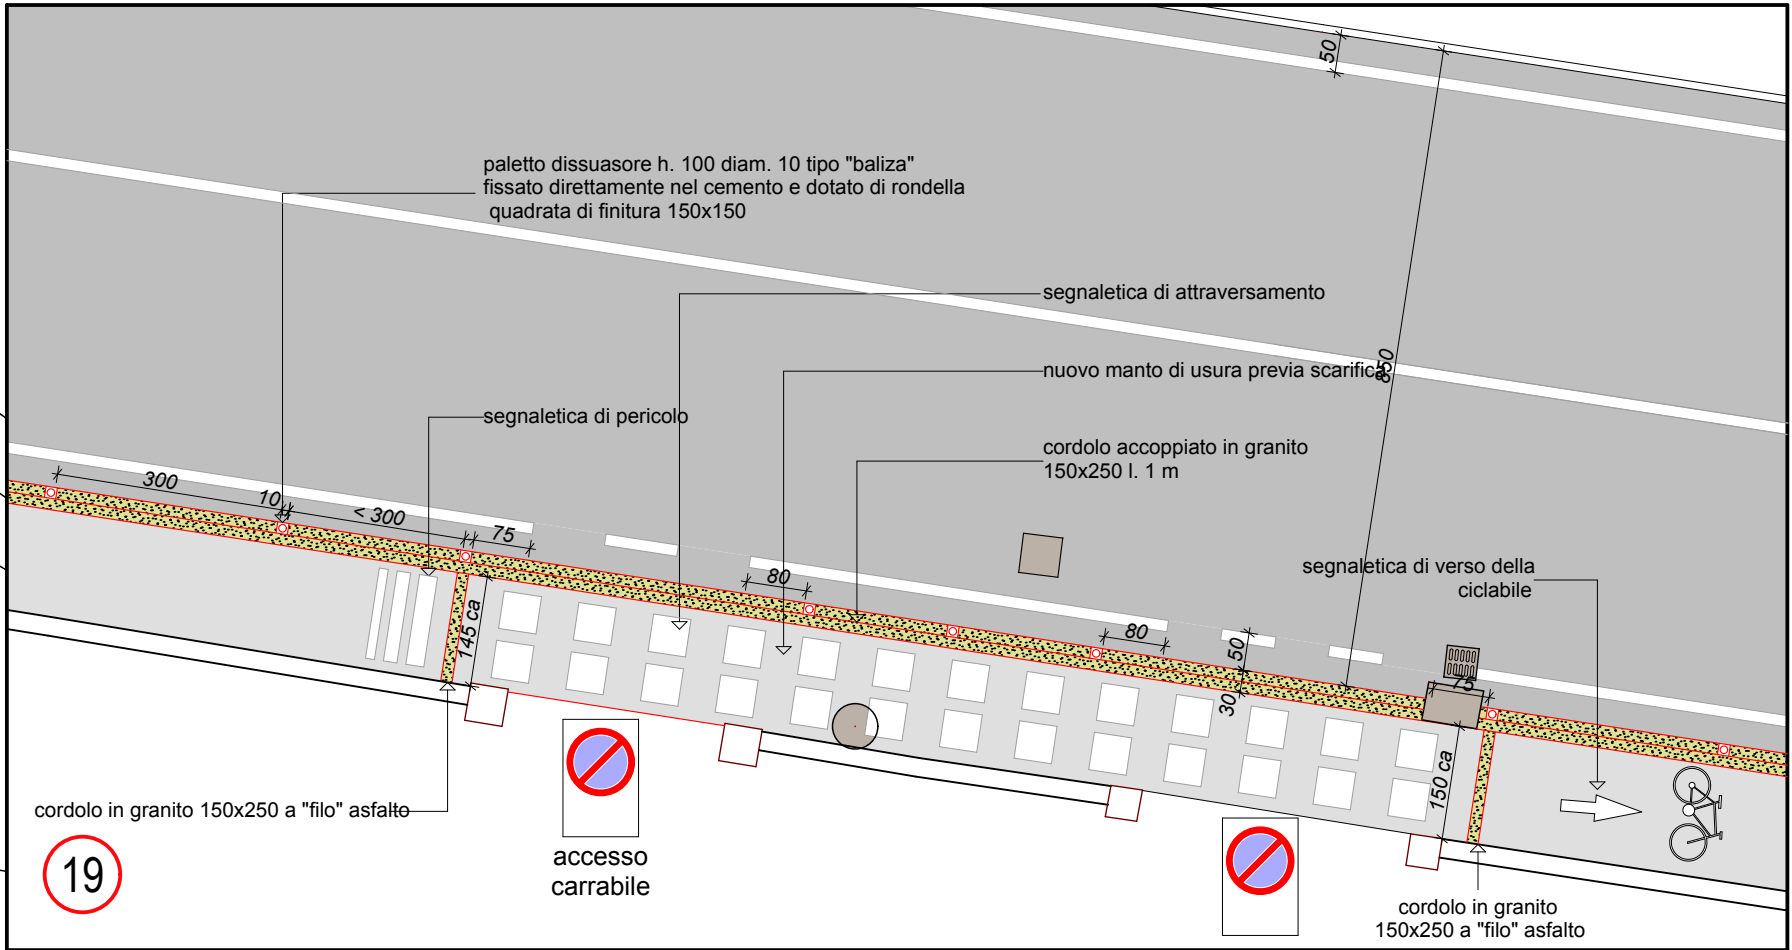 50
paletto dissuasore h. 100 diam. 10 tipo "baliza"
fissato direttamente nel cemento e dotato di rondella
quadrata di finitura 150x150
segnaletica di attraversamento
850
nuovo manto di usura previa scarifica
segnaletica di pericolo
cordolo accoppiato in granito
150x250 l. 1 m
300
10
< 300
75
80
segnaletica di verso della
ciclabile
145 ca
80
50
30
75
150 ca
cordolo in granito 150x250 a "filo" asfalto
19
accesso
carrabile
cordolo in granito
150x250 a "filo" asfalto